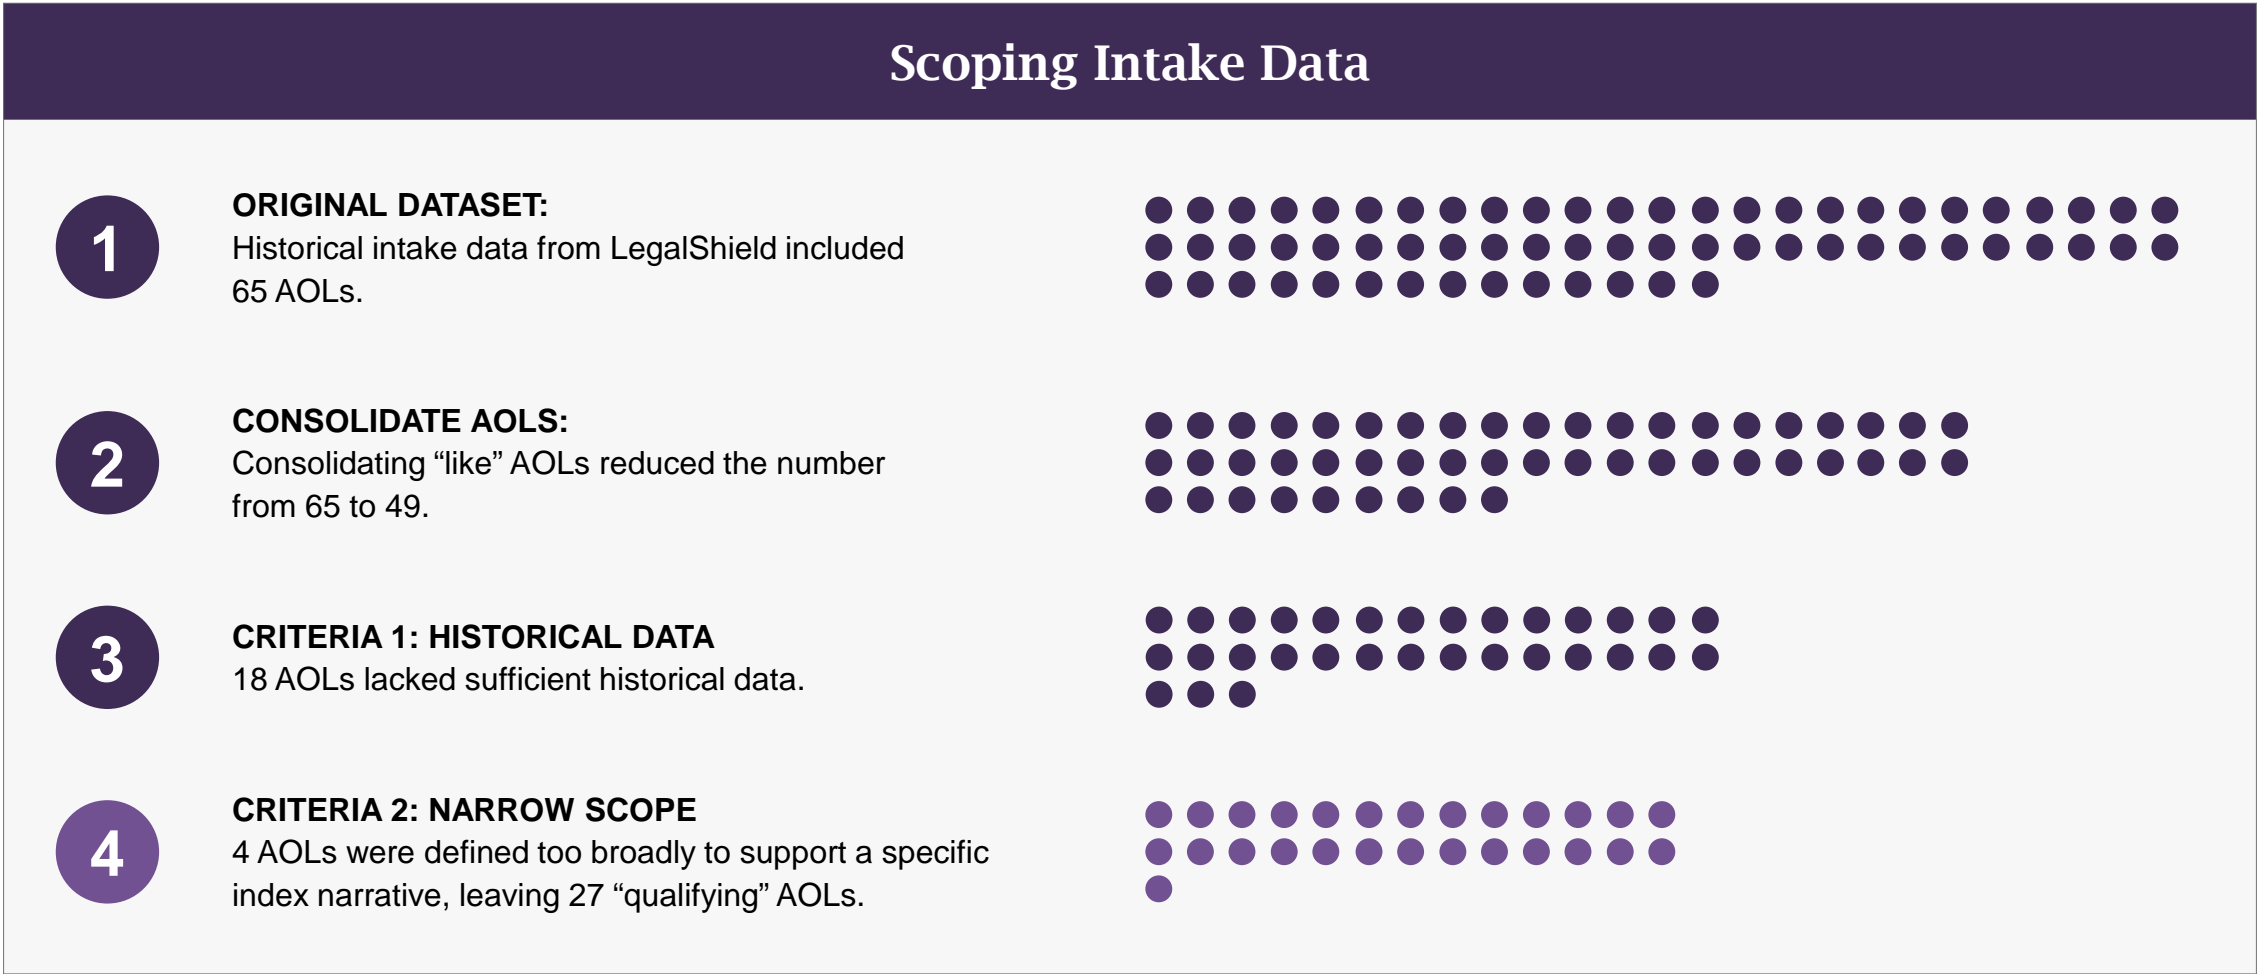 Scoping Intake Data
1
ORIGINAL DATASET:
Historical intake data from LegalShield included
65 AOLs.
2
CONSOLIDATE AOLS:
Consolidating “like” AOLs reduced the number
from 65 to 49.
3
CRITERIA 1: HISTORICAL DATA
18 AOLs lacked sufficient historical data.
4
CRITERIA 2: NARROW SCOPE
4 AOLs were defined too broadly to support a specific
index narrative, leaving 27 “qualifying” AOLs.